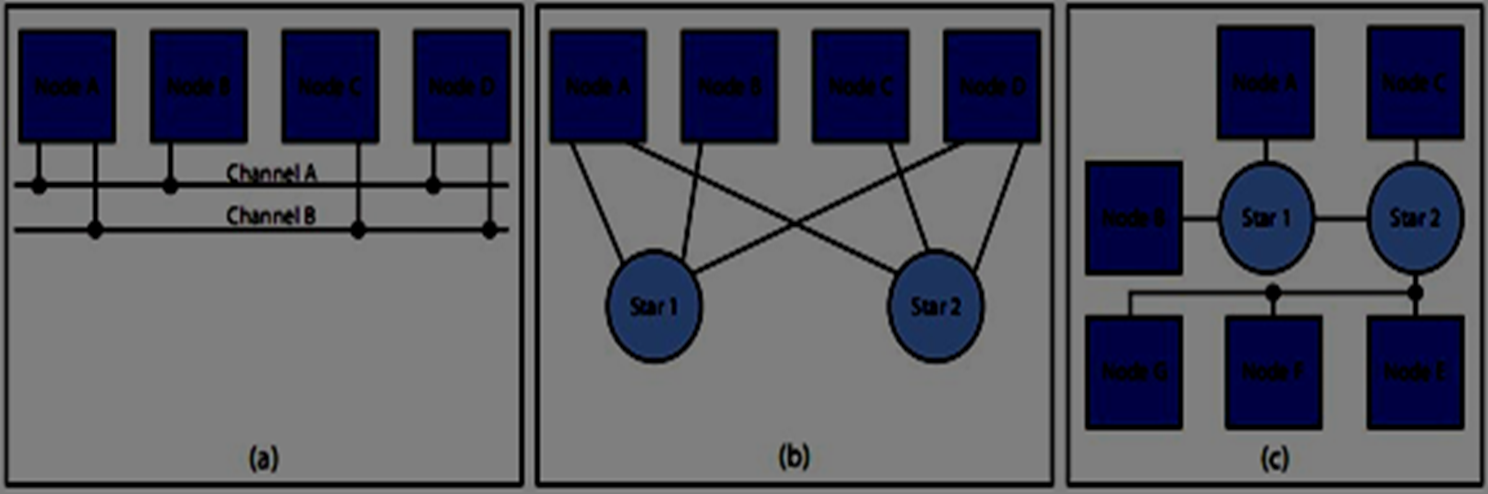 Node A Node B Node C Node D
Channel A
Channel B
(a)
Node A Node B Node C Node D
Star 1 Star 2
(b)
Node A Node C
Node B Star 1 Star 2
Node G Node F Node E
(c)